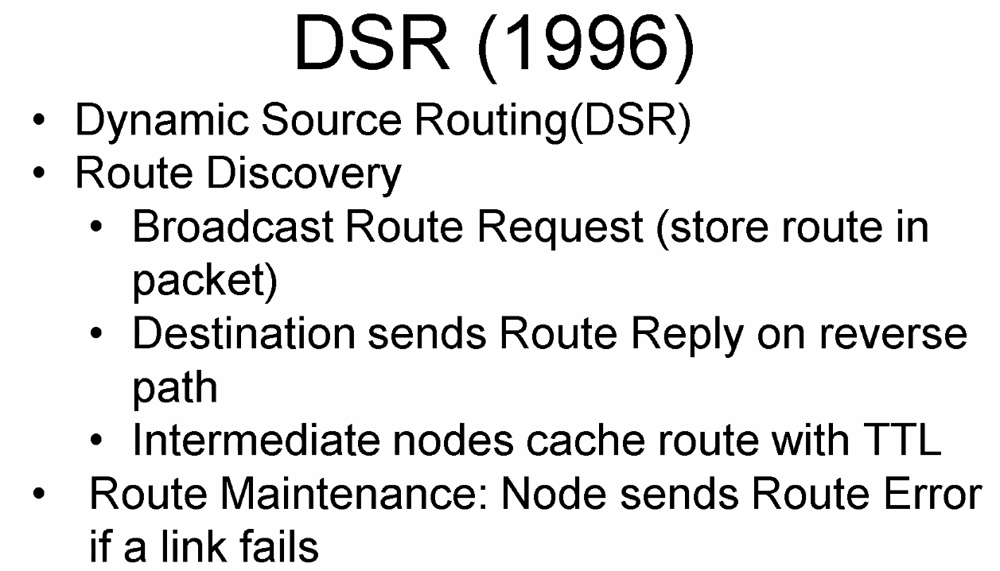 DSR (1996)
• Dynamic Source Routing(DSR)
• Route Discovery
• Broadcast Route Request (store route in
packet)
• Destination sends Route Reply on reverse
path
• Intermediate nodes cache route with TTL
• Route Maintenance: Node sends Route Error
if a link fails